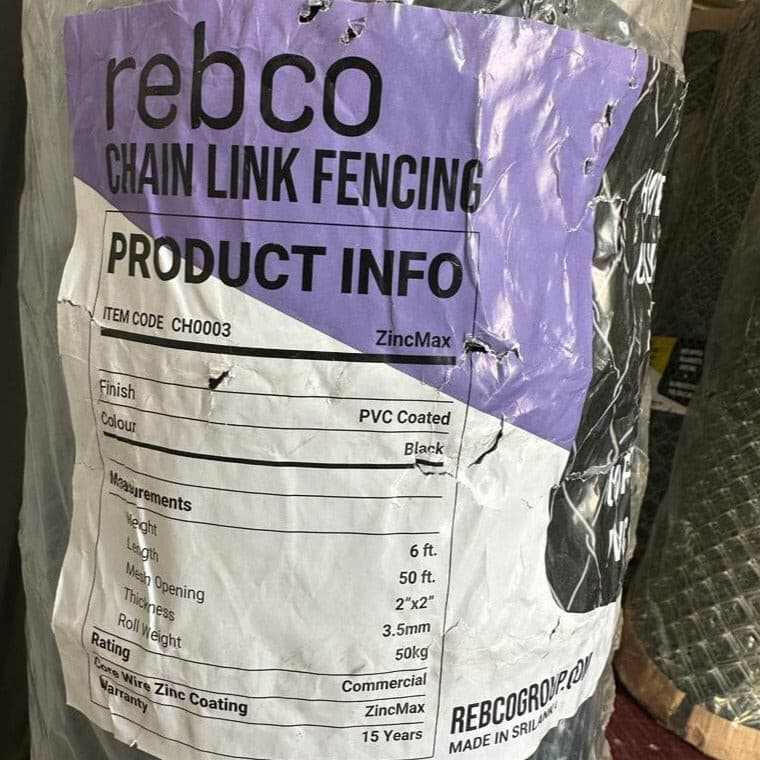 rebco
CHAIN LINK FENCING
PRODUCT INFO
ITEM CODE CH0003 ZincMax
Finish PVC Coated
Colour Black
Measurements
Height 6 ft.
Length 50 ft.
Mesh Opening 2"x2"
Thickness 3.5mm
Roll Weight 50kg
Rating Commercial
Core Wire Zinc Coating ZincMax
Warranty 15 Years
REBCOGROUP.COM
MADE IN SRILANKA